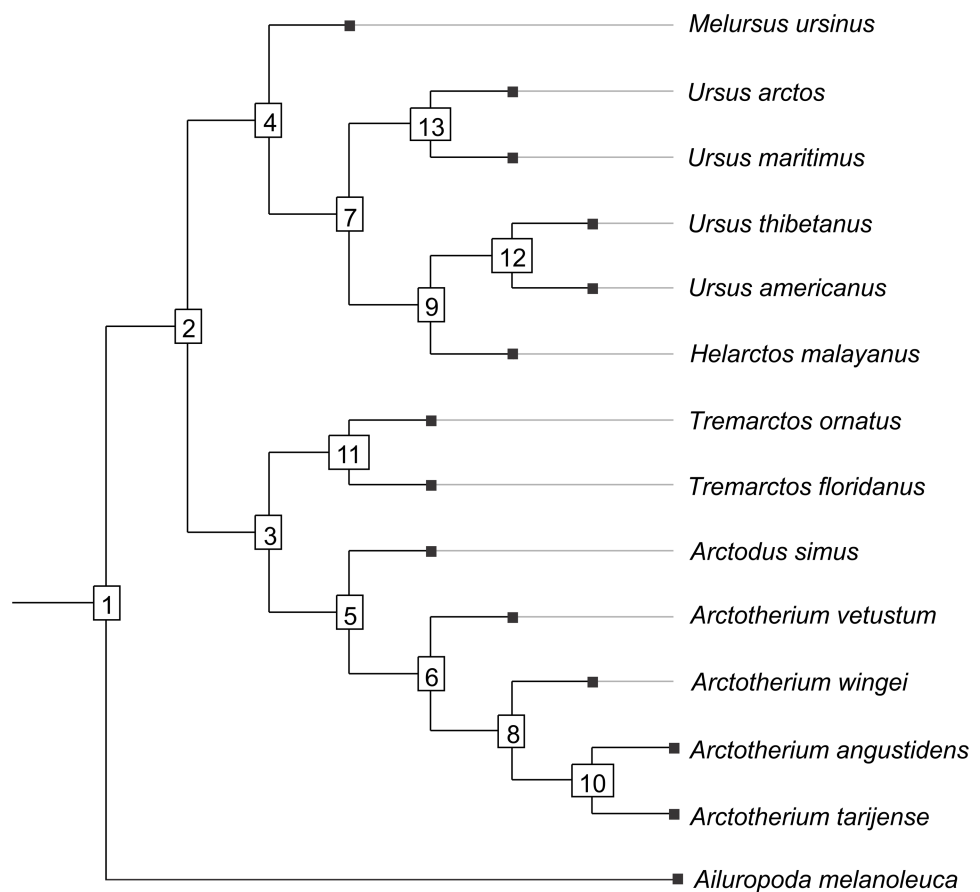 Melursus ursinus
Ursus arctos
4
13
Ursus maritimus
7
Ursus thibetanus
12
Ursus americanus
9
2
Helarctos malayanus
Tremarctos ornatus
11
Tremarctos floridanus
3
Arctodus simus
1
5
Arctotherium vetustum
6
Arctotherium wingei
8
Arctotherium angustidens
10
Arctotherium tarijense
Ailuropoda melanoleuca